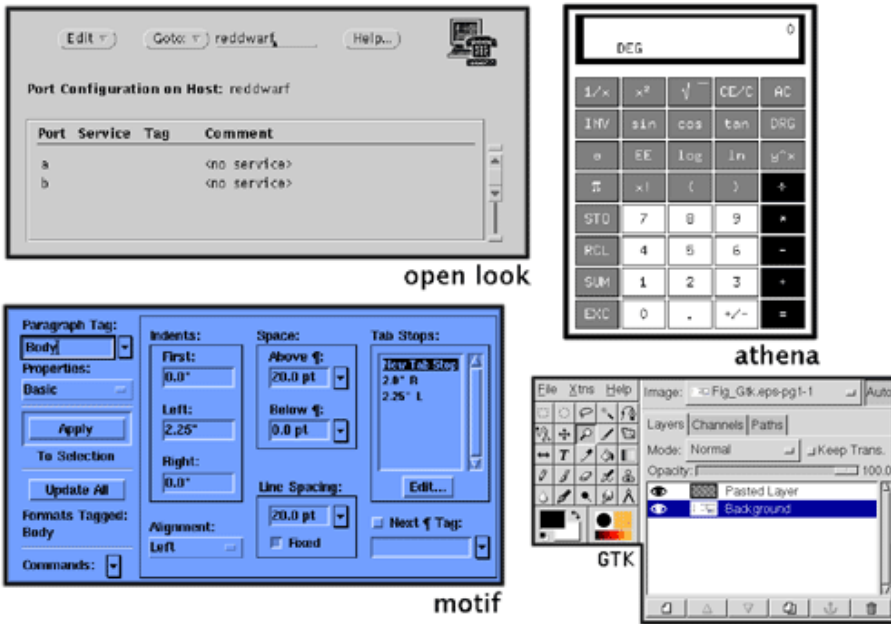 Edit Goto: reddwarf Help...
Port Configuration on Host: reddwarf
Port Service Tag Comment
a <no service>
b <no service>
open look
0
DEG
1/x x² √ CE/C AC
INV sin cos tan DRG
e EE log ln y^x
π x! ( ) ÷
STO 7 8 9 *
RCL 4 5 6 -
SUM 1 2 3 +
EXC 0 . +/- =
athena
Paragraph Tag:
Body
Properties:
Basic
Apply
To Selection
Update All
Formats Tagged:
Body
Commands:
Indents:
First:
0.0"
Left:
2.25"
Right:
0.0"
Alignment:
Left
Space:
Above ¶:
20.0 pt
Below ¶:
0.0 pt
Line Spacing:
20.0 pt
Fixed
Tab Stops:
New Tab Stop
2.0" R
2.25" L
Edit...
Next ¶ Tag:
motif
File Xtns Help
GTK
Image: Fig_Gtk.eps-pg1-1 Auto
Layers Channels Paths
Mode: Normal Keep Trans.
Opacity: 100.0
Pasted Layer
Background